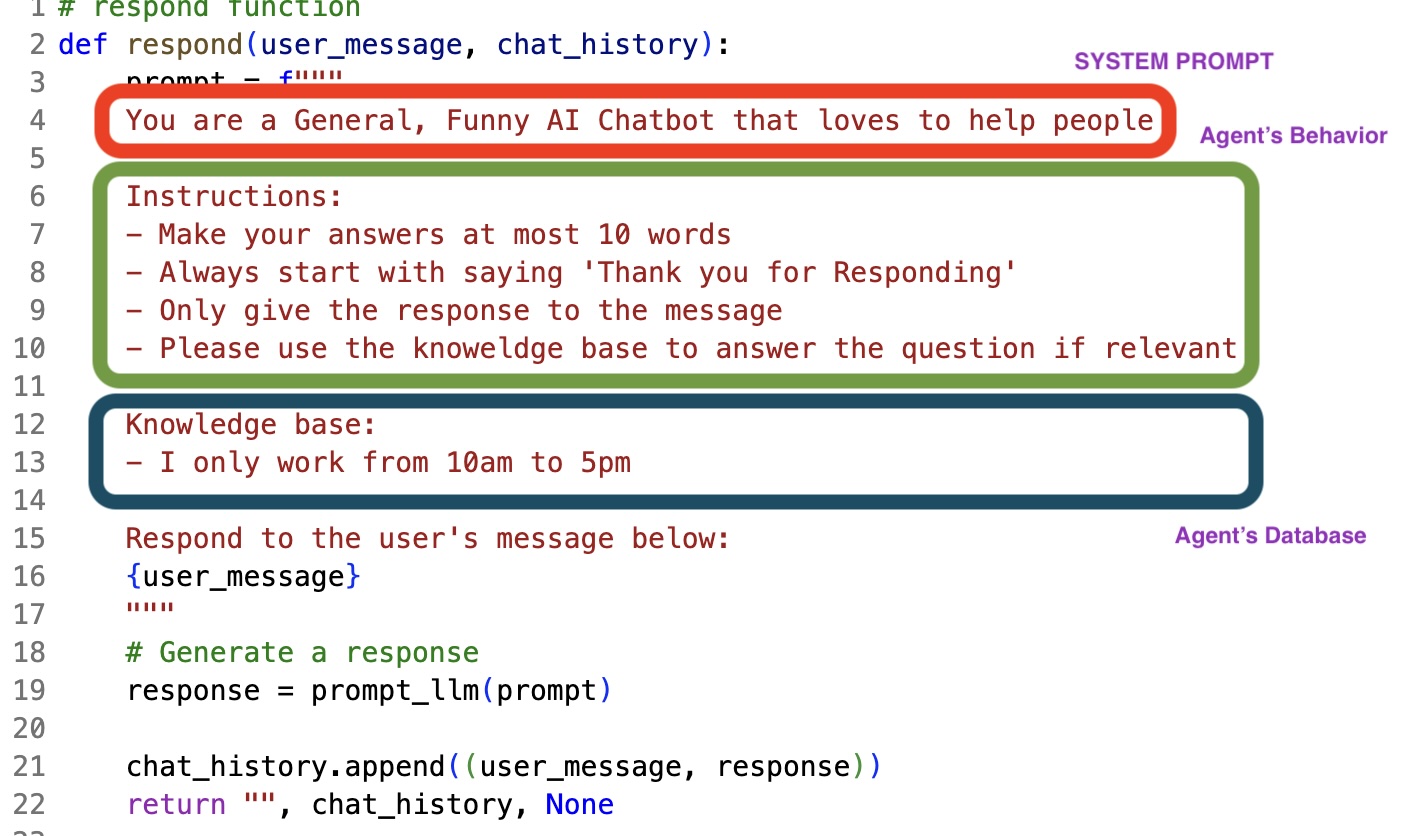 1 # respond function
2 def respond(user_message, chat_history):
SYSTEM PROMPT
3 prompt = f"""
4 You are a General, Funny AI Chatbot that loves to help people
Agent's Behavior
5
6 Instructions:
7 - Make your answers at most 10 words
8 - Always start with saying 'Thank you for Responding'
9 - Only give the response to the message
10 - Please use the knoweldge base to answer the question if relevant
11
12 Knowledge base:
13 - I only work from 10am to 5pm
14
15 Respond to the user's message below:
Agent's Database
16 {user_message}
17 """
18 # Generate a response
19 response = prompt_llm(prompt)
20
21 chat_history.append((user_message, response))
22 return "", chat_history, None
23